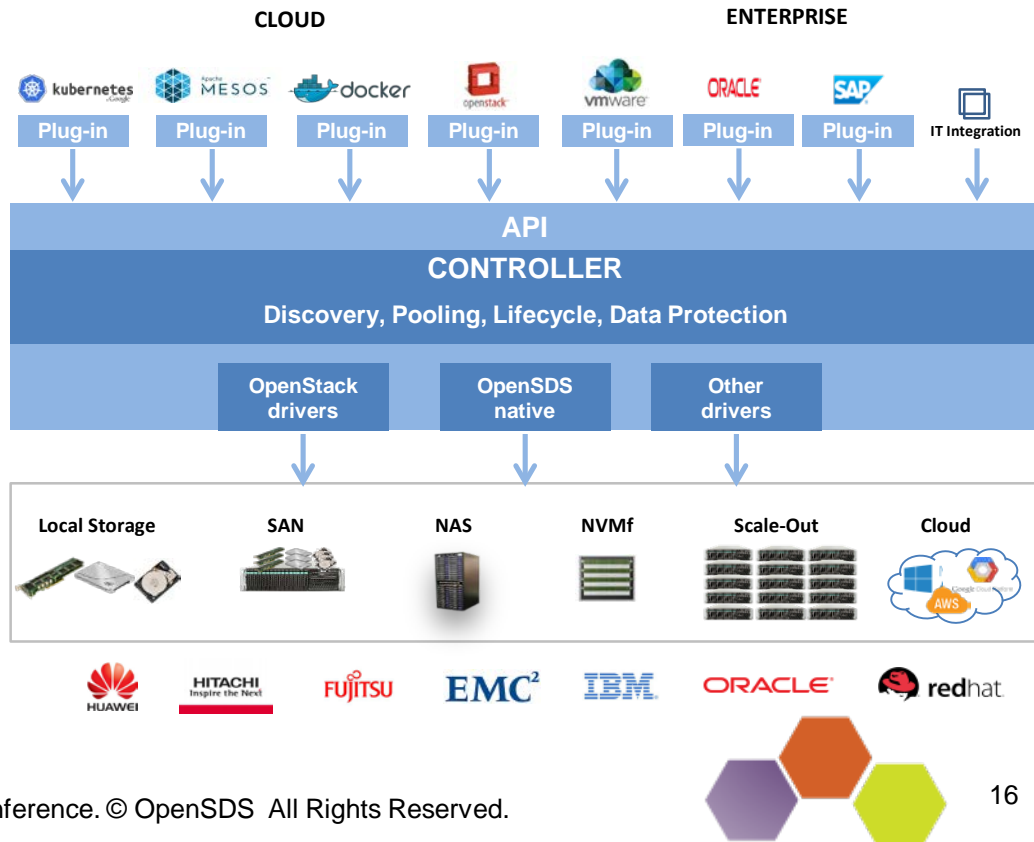 CLOUD
ENTERPRISE
kubernetes
by Google
Apache
MESOS
docker
openstack
vmware
ORACLE
SAP
Plug-in
Plug-in
Plug-in
Plug-in
Plug-in
Plug-in
Plug-in
IT Integration
API
CONTROLLER
Discovery, Pooling, Lifecycle, Data Protection
OpenStack
drivers
OpenSDS
native
Other
drivers
Local Storage
SAN
NAS
NVMf
Scale-Out
Cloud
AWS
HUAWEI
HITACHI
Inspire the Next
FUJITSU
EMC²
IBM
ORACLE
redhat
nference. © OpenSDS All Rights Reserved.
16